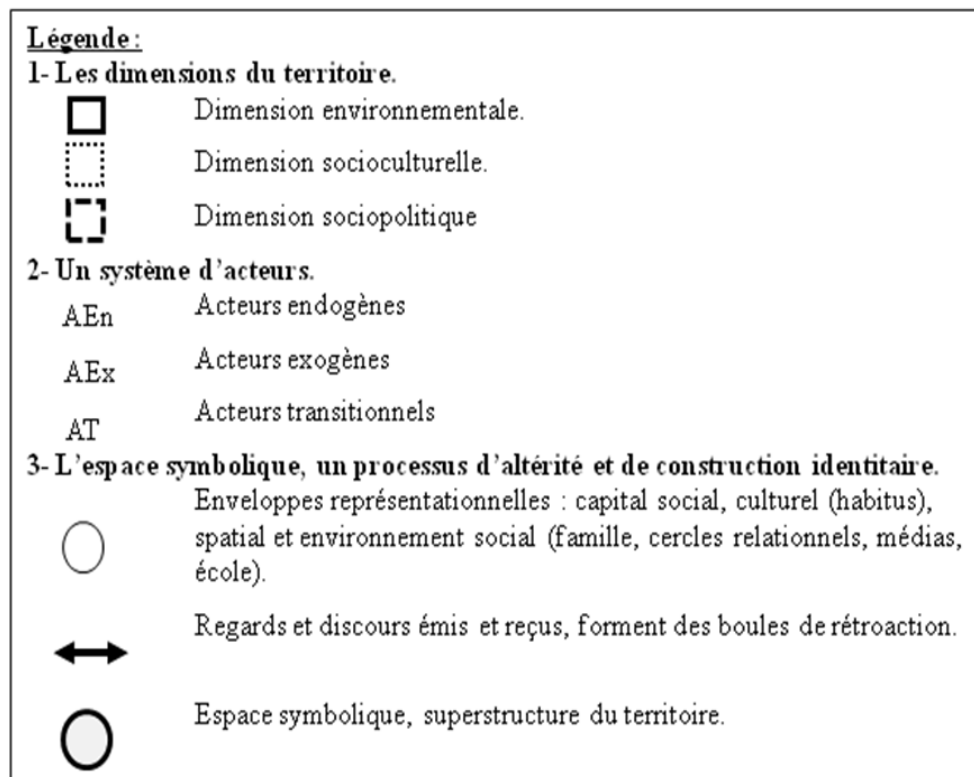 Légende:
1- Les dimensions du territoire.
Dimension environnementale.
Dimension socioculturelle.
Dimension sociopolitique
2- Un système d'acteurs.
AEn Acteurs endogènes
AEx Acteurs exogènes
AT Acteurs transitionnels
3- L'espace symbolique, un processus d'altérité et de construction identitaire.
Enveloppes représentationnelles : capital social, culturel (habitus),
spatial et environnement social (famille, cercles relationnels, médias,
école).
Regards et discours émis et reçus, forment des boules de rétroaction.
Espace symbolique, superstructure du territoire.